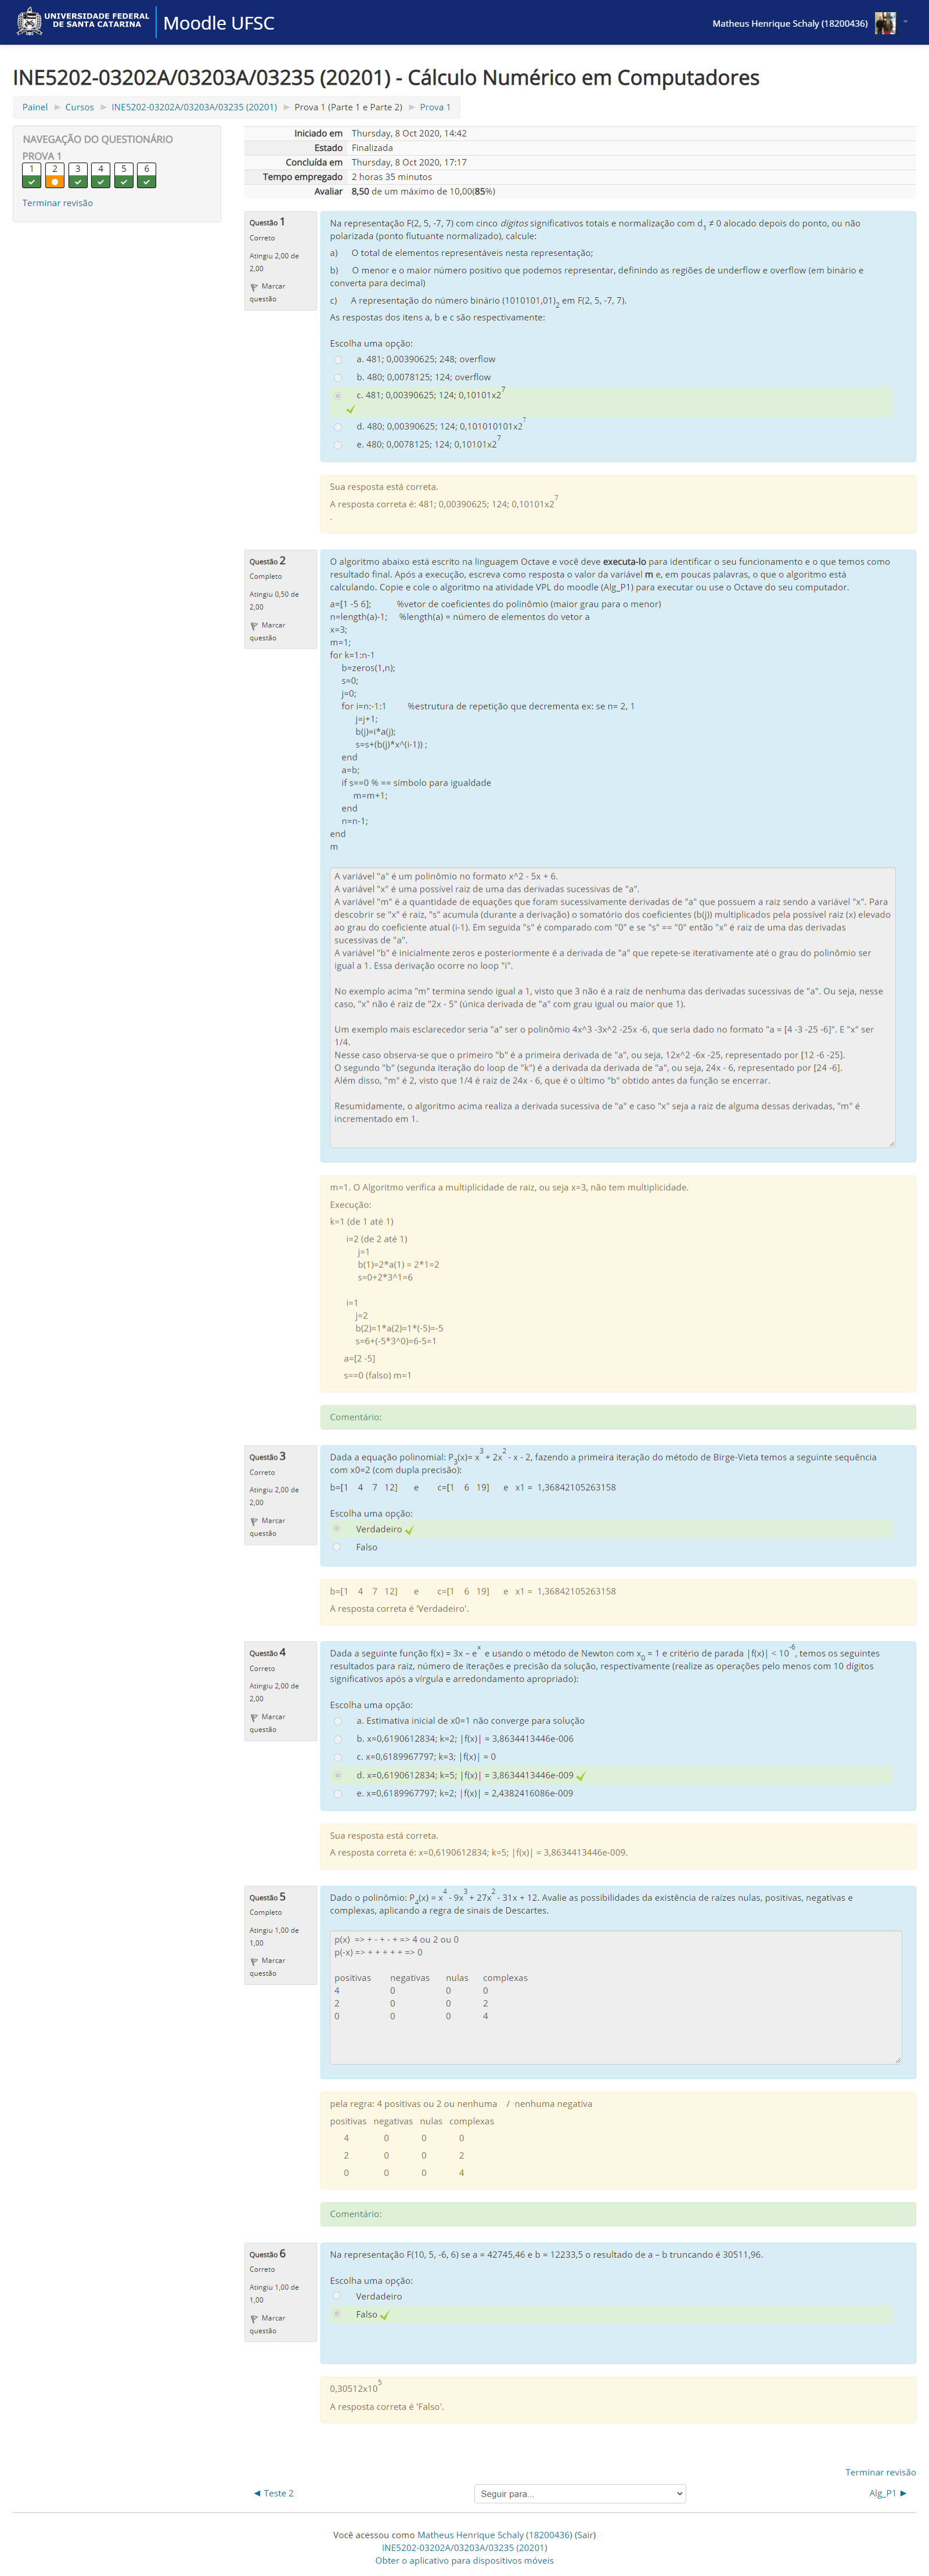 UNIVERSIDADE FEDERAL
DE SANTA CATARINA
Moodle UFSC
Matheus Henrique Schaly (18200436)
INE5202-03202A/03203A/03235 (20201) - Cálculo Numérico em Computadores
Painel ► Cursos ► INE5202-03202A/03203A/03235 (20201) ► Prova 1 (Parte 1 e Parte 2) ► Prova 1
NAVEGAÇÃO DO QUESTIONÁRIO
PROVA 1
1 2 3 4 5 6
Terminar revisão
Iniciado em Thursday, 8 Oct 2020, 14:42
Estado Finalizada
Concluída em Thursday, 8 Oct 2020, 17:17
Tempo empregado 2 horas 35 minutos
Avaliar 8,50 de um máximo de 10,00(85%)
Questão 1
Correto
Atingiu 2,00 de
2,00
Marcar
questão
Na representação F(2, 5, -7, 7) com cinco dígitos significativos totais e normalização com d1 ≠ 0 alocado depois do ponto, ou não
polarizada (ponto flutuante normalizado), calcule:
a) O total de elementos representáveis nesta representação;
b) O menor e o maior número positivo que podemos representar, definindo as regiões de underflow e overflow (em binário e
converta para decimal)
c) A representação do número binário (1010101,01)2 em F(2, 5, -7, 7).
As respostas dos itens a, b e c são respectivamente:
Escolha uma opção:
a. 481; 0,00390625; 248; overflow
b. 480; 0,0078125; 124; overflow
c. 481; 0,00390625; 124; 0,10101x2^7
d. 480; 0,00390625; 124; 0,101010101x2^7
e. 480; 0,0078125; 124; 0,10101x2^7
Sua resposta está correta.
A resposta correta é: 481; 0,00390625; 124; 0,10101x2^7
.
Questão 2
Completo
Atingiu 0,50 de
2,00
Marcar
questão
O algoritmo abaixo está escrito na linguagem Octave e você deve executa-lo para identificar o seu funcionamento e o que temos como
resultado final. Após a execução, escreva como resposta o valor da variável m e, em poucas palavras, o que o algoritmo está
calculando. Copie e cole o algoritmo na atividade VPL do moodle (Alg_P1) para executar ou use o Octave do seu computador.
a=[1 -5 6]; %vetor de coeficientes do polinômio (maior grau para o menor)
n=length(a)-1; %length(a) = número de elementos do vetor a
x=3;
m=1;
for k=1:n-1
b=zeros(1,n);
s=0;
j=0;
for i=n:-1:1 %estrutura de repetição que decrementa ex: se n= 2, 1
j=j+1;
b(j)=i*a(j);
s=s+(b(j)*x^(i-1)) ;
end
a=b;
if s==0 % == símbolo para igualdade
m=m+1;
end
n=n-1;
end
m
A variável "a" é um polinômio no formato x^2 - 5x + 6.
A variável "x" é uma possível raiz de uma das derivadas sucessivas de "a".
A variável "m" é a quantidade de equações que foram sucessivamente derivadas de "a" que possuem a raiz sendo a variável "x". Para
descobrir se "x" é raiz, "s" acumula (durante a derivação) o somatório dos coeficientes (b(j)) multiplicados pela possível raiz (x) elevado
ao grau do coeficiente atual (i-1). Em seguida "s" é comparado com "0" e se "s" == "0" então "x" é raiz de uma das derivadas
sucessivas de "a".
A variável "b" é inicialmente zeros e posteriormente é a derivada de "a" que repete-se iterativamente até o grau do polinômio ser
igual a 1. Essa derivação ocorre no loop "i".
No exemplo acima "m" termina sendo igual a 1, visto que 3 não é a raiz de nenhuma das derivadas sucessivas de "a". Ou seja, nesse
caso, "x" não é raiz de "2x - 5" (única derivada de "a" com grau igual ou maior que 1).
Um exemplo mais esclarecedor seria "a" ser o polinômio 4x^3 -3x^2 -25x -6, que seria dado no formato "a = [4 -3 -25 -6]". E "x" ser
1/4.
Nesse caso observa-se que o primeiro "b" é a primeira derivada de "a", ou seja, 12x^2 -6x -25, representado por [12 -6 -25].
O segundo "b" (segunda iteração do loop de "k") é a derivada da derivada de "a", ou seja, 24x - 6, representado por [24 -6].
Além disso, "m" é 2, visto que 1/4 é raiz de 24x - 6, que é o último "b" obtido antes da função se encerrar.
Resumidamente, o algoritmo acima realiza a derivada sucessiva de "a" e caso "x" seja a raiz de alguma dessas derivadas, "m" é
incrementado em 1.
m=1. O Algoritmo verifica a multiplicidade de raiz, ou seja x=3, não tem multiplicidade.
Execução:
k=1 (de 1 até 1)
i=2 (de 2 até 1)
j=1
b(1)=2*a(1) = 2*1=2
s=0+2*3^1=6
i=1
j=2
b(2)=1*a(2)=1*(-5)=-5
s=6+(-5*3^0)=6-5=1
a=[2 -5]
s==0 (falso) m=1
Comentário:
Questão 3
Correto
Atingiu 2,00 de
2,00
Marcar
questão
Dada a equação polinomial: P3(x)= x^3 + 2x^2 - x - 2, fazendo a primeira iteração do método de Birge-Vieta temos a seguinte sequência
com x0=2 (com dupla precisão):
b=[1 4 7 12] e c=[1 6 19] e x1 = 1,36842105263158
Escolha uma opção:
Verdadeiro
Falso
b=[1 4 7 12] e c=[1 6 19] e x1 = 1,36842105263158
A resposta correta é 'Verdadeiro'.
Questão 4
Correto
Atingiu 2,00 de
2,00
Marcar
questão
Dada a seguinte função f(x) = 3x – e^x e usando o método de Newton com x0 = 1 e critério de parada |f(x)| < 10^-6, temos os seguintes
resultados para raiz, número de iterações e precisão da solução, respectivamente (realize as operações pelo menos com 10 dígitos
significativos após a vírgula e arredondamento apropriado):
Escolha uma opção:
a. Estimativa inicial de x0=1 não converge para solução
b. x=0,6190612834; k=2; |f(x)| = 3,8634413446e-006
c. x=0,6189967797; k=3; |f(x)| = 0
d. x=0,6190612834; k=5; |f(x)| = 3,8634413446e-009
e. x=0,6189967797; k=2; |f(x)| = 2,4382416086e-009
Sua resposta está correta.
A resposta correta é: x=0,6190612834; k=5; |f(x)| = 3,8634413446e-009.
Questão 5
Completo
Atingiu 1,00 de
1,00
Marcar
questão
Dado o polinômio: P4(x) = x^4 - 9x^3 + 27x^2 - 31x + 12. Avalie as possibilidades da existência de raízes nulas, positivas, negativas e
complexas, aplicando a regra de sinais de Descartes.
p(x) => + - + - + => 4 ou 2 ou 0
p(-x) => + + + + + => 0
positivas negativas nulas complexas
4 0 0 0
2 0 0 2
0 0 0 4
pela regra: 4 positivas ou 2 ou nenhuma / nenhuma negativa
positivas negativas nulas complexas
4 0 0 0
2 0 0 2
0 0 0 4
Comentário:
Questão 6
Correto
Atingiu 1,00 de
1,00
Marcar
questão
Na representação F(10, 5, -6, 6) se a = 42745,46 e b = 12233,5 o resultado de a – b truncando é 30511,96.
Escolha uma opção:
Verdadeiro
Falso
0,30512x10^5
A resposta correta é 'Falso'.
Terminar revisão
◄ Teste 2
Seguir para...
Alg_P1 ►
Você acessou como Matheus Henrique Schaly (18200436) (Sair)
INE5202-03202A/03203A/03235 (20201)
Obter o aplicativo para dispositivos móveis